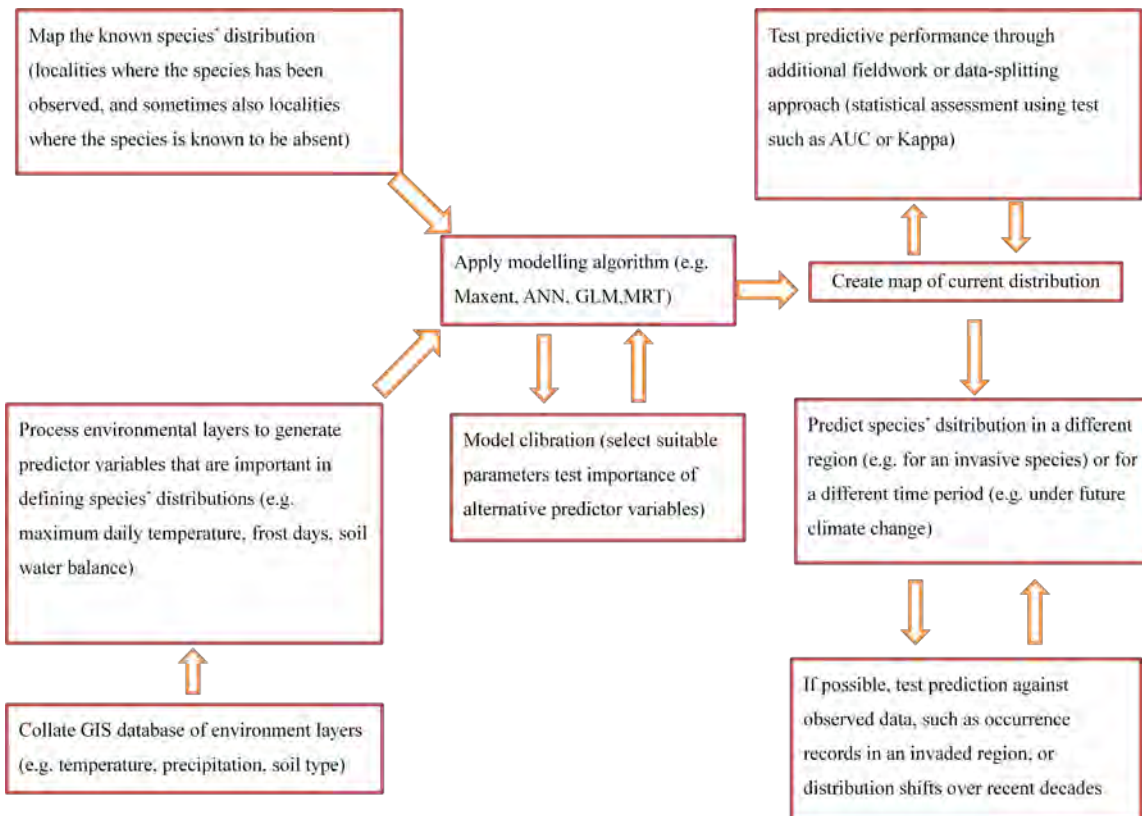 Map the known species' distribution
(localities where the species has been
observed, and sometimes also localities
where the species is known to be absent)
Test predictive performance through
additional fieldwork or data-splitting
approach (statistical assessment using test
such as AUC or Kappa)
Apply modelling algorithm (e.g.
Maxent, ANN, GLM,MRT)
Create map of current distribution
Process environmental layers to generate
predictor variables that are important in
defining species' distributions (e.g.
maximum daily temperature, frost days, soil
water balance)
Model clibration (select suitable
parameters test importance of
alternative predictor variables)
Predict species' dsitribution in a different
region (e.g. for an invasive species) or for
a different time period (e.g. under future
climate change)
Collate GIS database of environment layers
(e.g. temperature, precipitation, soil type)
If possible, test prediction against
observed data, such as occurrence
records in an invaded region, or
distribution shifts over recent decades